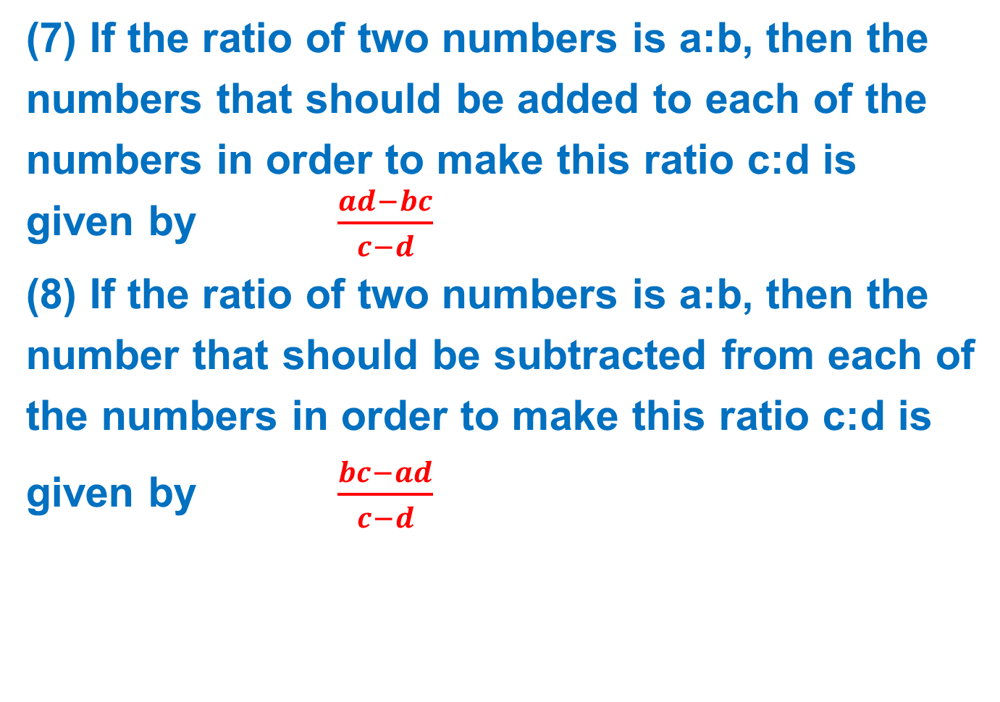 (7) If the ratio of two numbers is a:b, then the
numbers that should be added to each of the
numbers in order to make this ratio c:d is
given by \frac{ad-bc}{c-d}
(8) If the ratio of two numbers is a:b, then the
number that should be subtracted from each of
the numbers in order to make this ratio c:d is
given by \frac{bc-ad}{c-d}